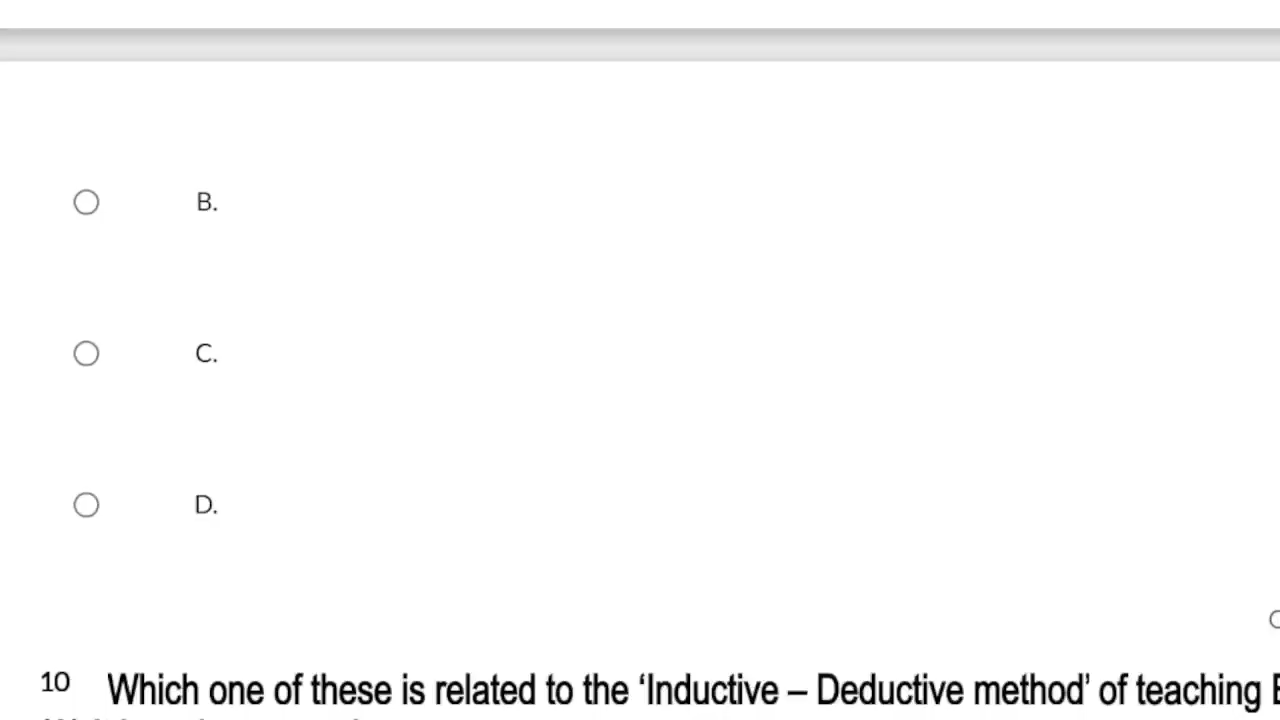 B.
C.
D.
10 Which one of these is related to the ‘Inductive – Deductive method’ of teaching